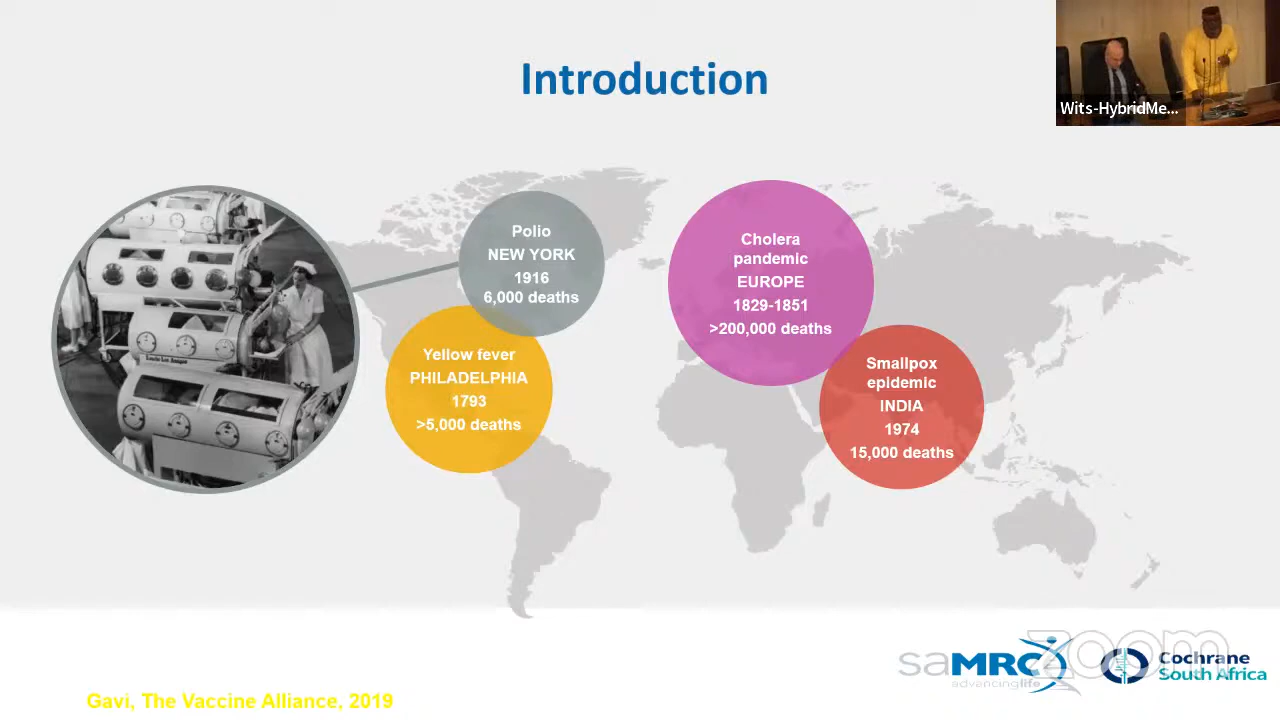 Introduction
Wits-HybridMe...
Polio
NEW YORK
1916
6,000 deaths
Yellow fever
PHILADELPHIA
1793
>5,000 deaths
Cholera
pandemic
EUROPE
1829-1851
>200,000 deaths
Smallpox
epidemic
INDIA
1974
15,000 deaths
saMRC
advancinglife
zoom
Cochrane
South Africa
Gavi, The Vaccine Alliance, 2019